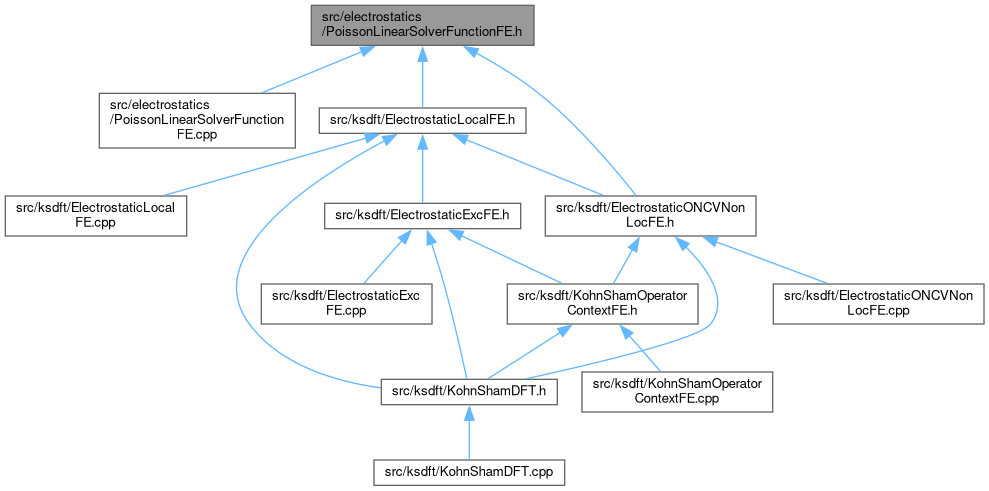 src/electrostatics
/PoissonLinearSolverFunctionFE.h
src/electrostatics
/PoissonLinearSolverFunction
FE.cpp
src/ksdft/ElectrostaticLocalFE.h
src/ksdft/ElectrostaticLocal
FE.cpp
src/ksdft/ElectrostaticExcFE.h
src/ksdft/ElectrostaticONCVNon
LocFE.h
src/ksdft/ElectrostaticExc
FE.cpp
src/ksdft/KohnShamOperator
ContextFE.h
src/ksdft/ElectrostaticONCVNon
LocFE.cpp
src/ksdft/KohnShamDFT.h
src/ksdft/KohnShamOperator
ContextFE.cpp
src/ksdft/KohnShamDFT.cpp